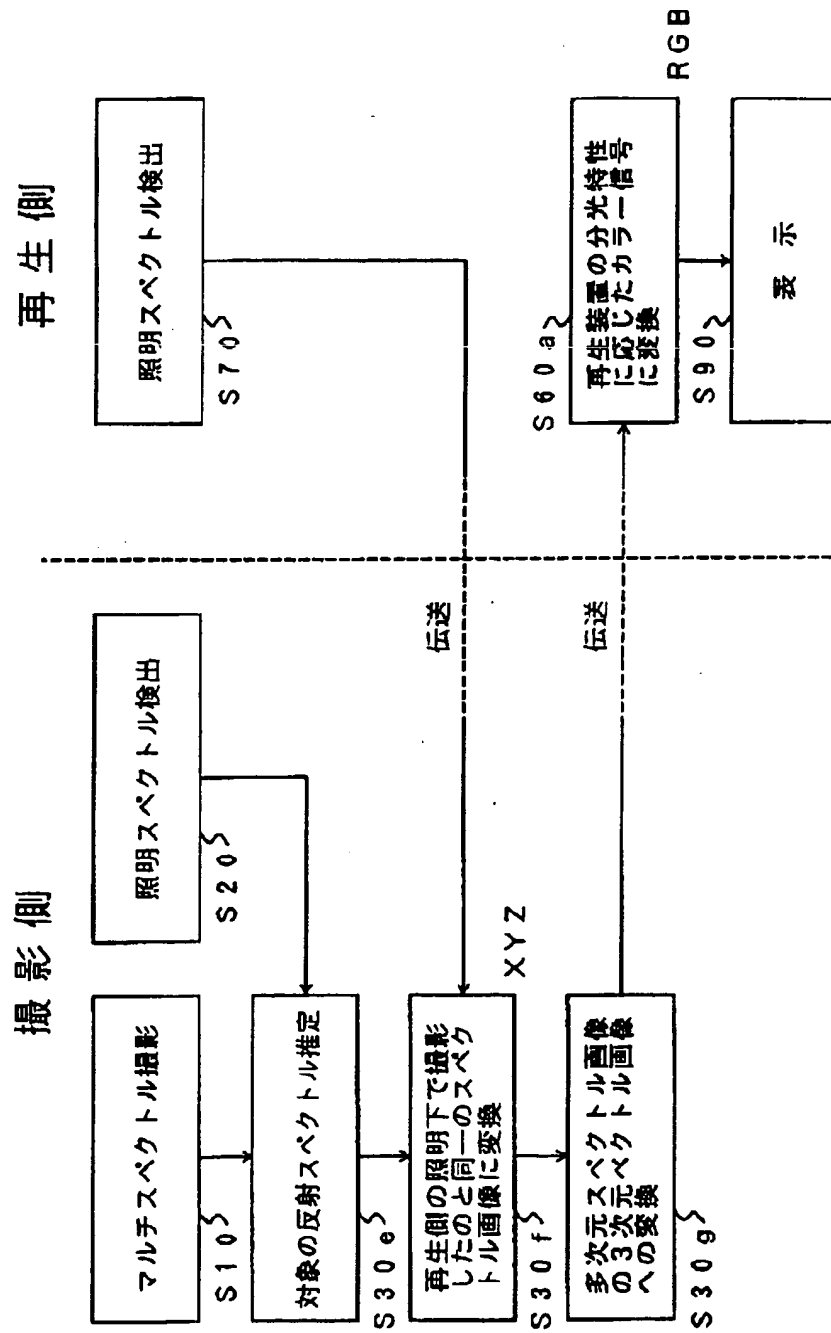 撮影側
マルチスペクトル撮影
S10
照明スペクトル検出
S20
対象の反射スペクトル推定
S30e
再生側の照明下で撮影
したのと同一のスペク
トル画像に変換
S30f
XYZ
多次元スペクトル画像
の3次元ベクトル画像
への変換
S30g
伝送
伝送
再生側
照明スペクトル検出
S70
再生装置の分光特性
に応じたカラー信号
に変換
S60a
RGB
表示
S90